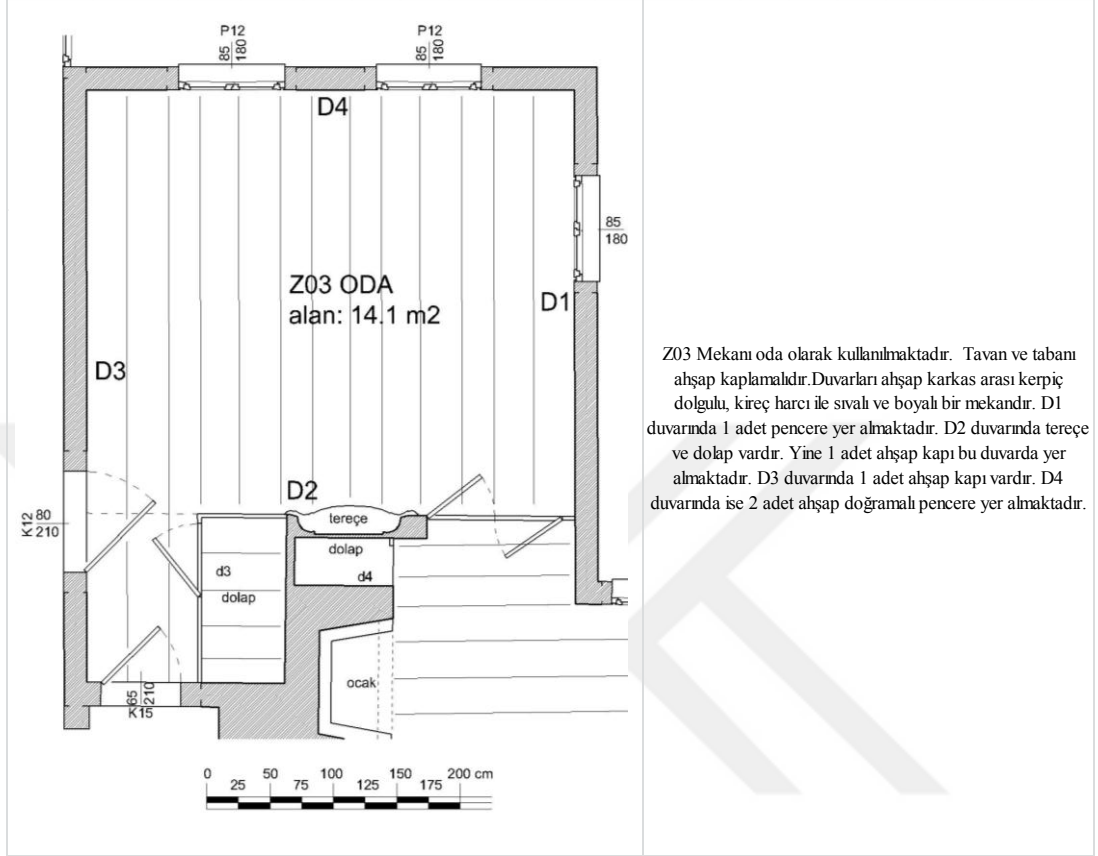 P12
85
180
P12
85
180
D4
85
180
Z03 ODA
alan: 14.1 m2
D1
D3
D2
tereçe
K12 80
210
dolap
d4
d3
dolap
ocak
65
210
K15
0 50 100 150 200 cm
25 75 125 175
Z03 Mekanı oda olarak kullanılmaktadır. Tavan ve tabanı
ahşap kaplamalıdır.Duvarları ahşap karkas arası kerpiç
dolgulu, kireç harcı ile sıvalı ve boyalı bir mekandır. D1
duvarında 1 adet pencere yer almaktadır. D2 duvarında tereçe
ve dolap vardır. Yine 1 adet ahşap kapı bu duvarda yer
almaktadır. D3 duvarında 1 adet ahşap kapı vardır. D4
duvarında ise 2 adet ahşap doğramalı pencere yer almaktadır.